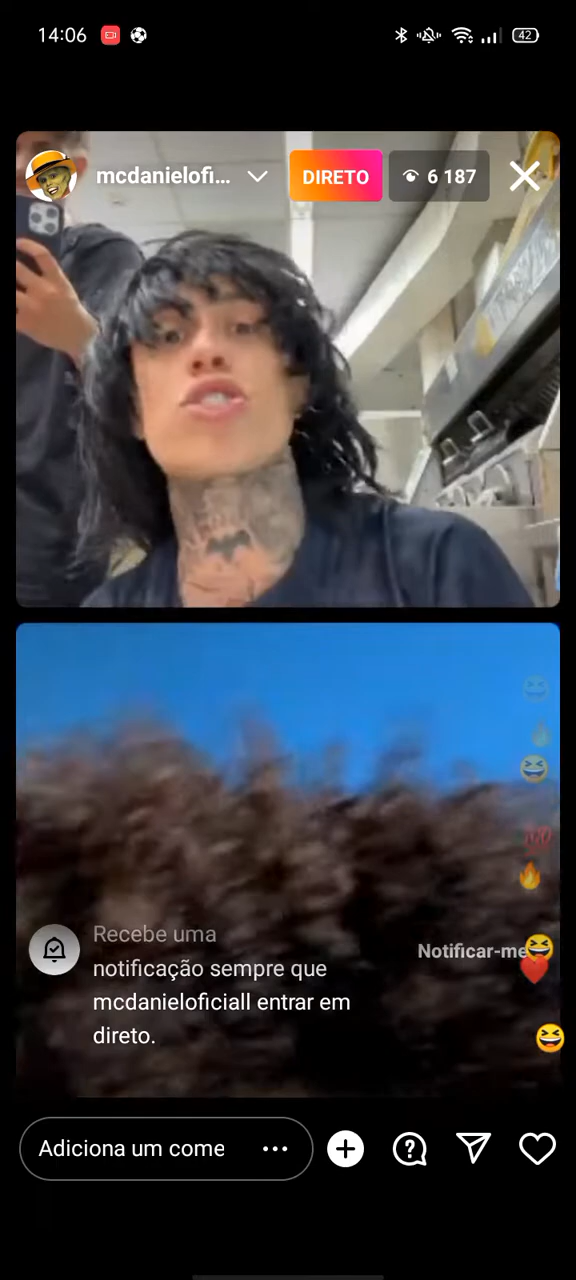 14:06
42
mcdanielofi...
DIRETO
6 187
Recebe uma
notificação sempre que
mcdanieloficiall entrar em
direto.
Notificar-me
Adiciona um come